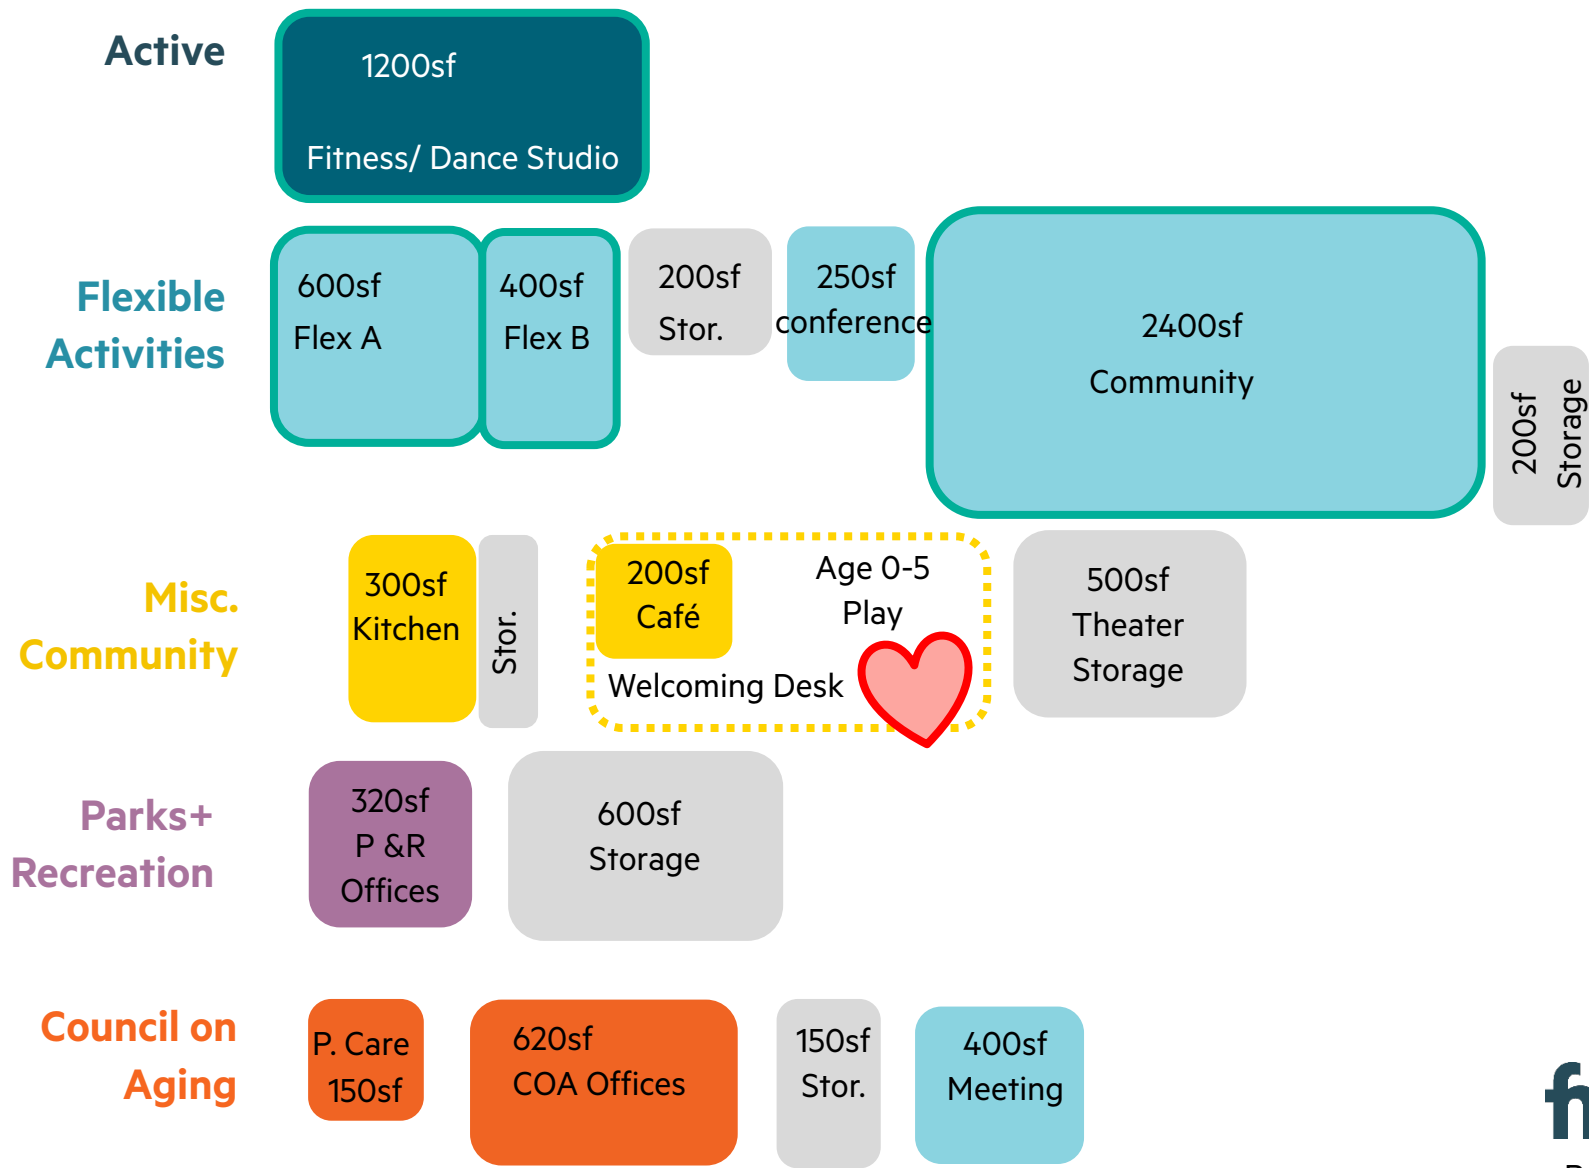 Active
1200sf
Fitness/ Dance Studio
Flexible
Activities
600sf
Flex A
400sf
Flex B
200sf
Stor.
250sf
conference
2400sf
Community
200sf
Storage
Misc.
Community
300sf
Kitchen
Stor.
200sf
Café
Age 0-5
Play
Welcoming Desk
500sf
Theater
Storage
Parks+
Recreation
320sf
P &R
Offices
600sf
Storage
Council on
Aging
P. Care
150sf
620sf
COA Offices
150sf
Stor.
400sf
Meeting